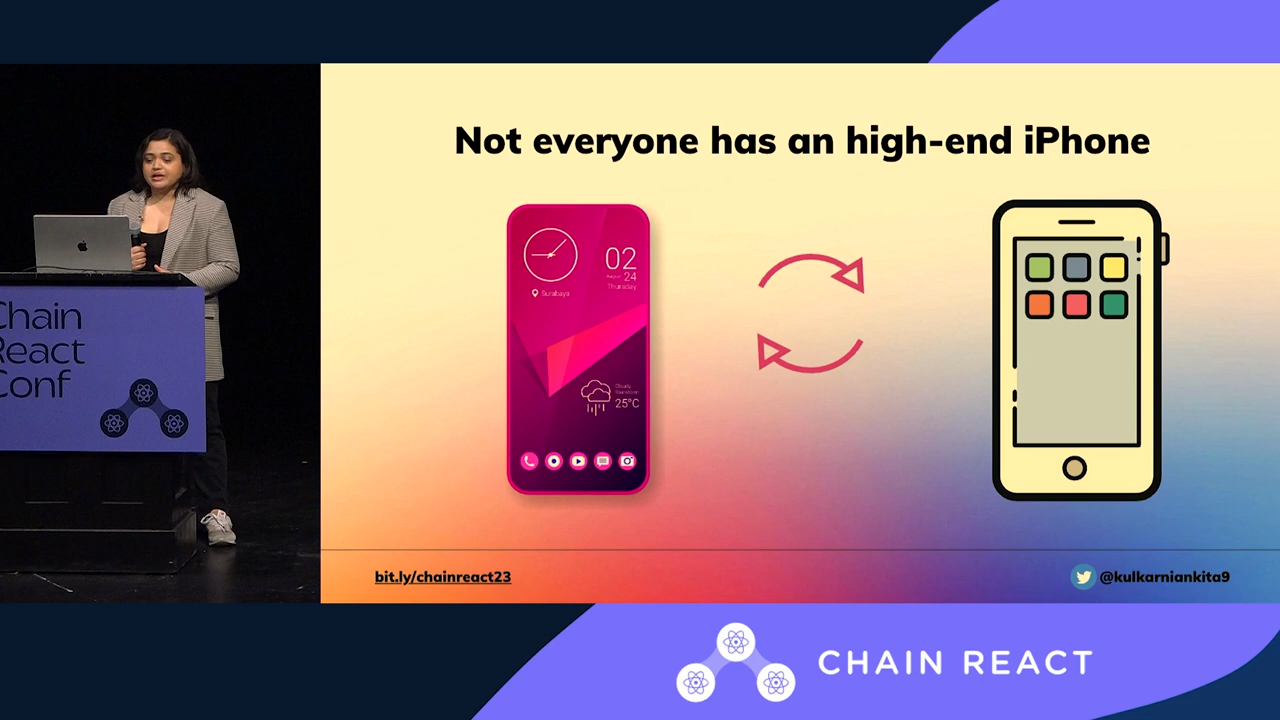 Not everyone has an high-end iPhone
02
24
Thursday
Surabaya
25°C
Chain
React
Conf
bit.ly/chainreact23
@kulkarniankita9
CHAIN REACT